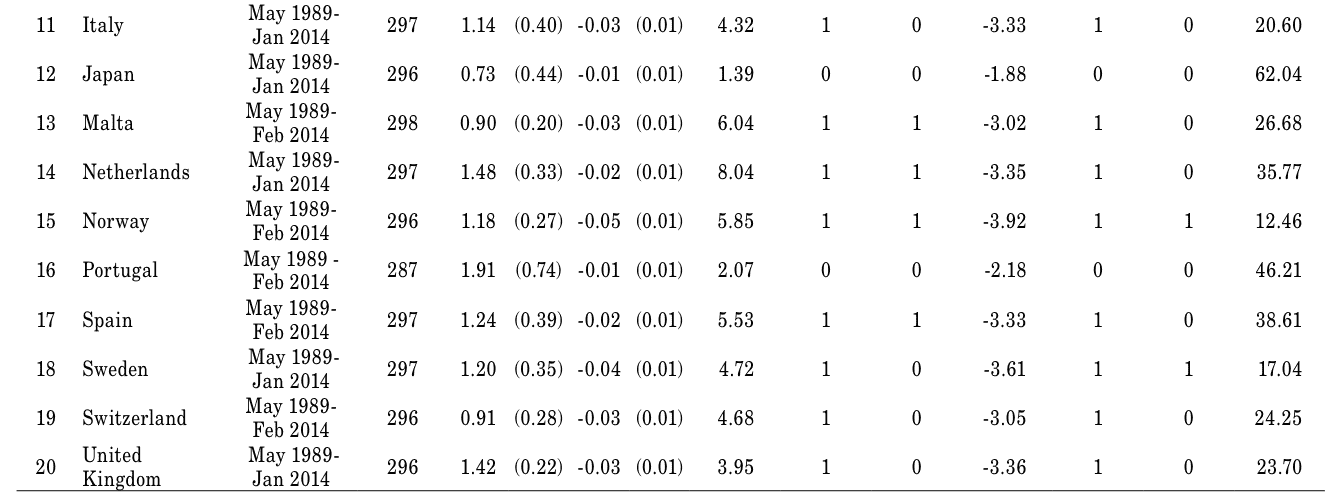 11 Italy May 1989-Jan 2014 297 1.14 (0.40) -0.03 (0.01) 4.32 1 0 -3.33 1 0 20.60
12 Japan May 1989-Jan 2014 296 0.73 (0.44) -0.01 (0.01) 1.39 0 0 -1.88 0 0 62.04
13 Malta May 1989-Feb 2014 298 0.90 (0.20) -0.03 (0.01) 6.04 1 1 -3.02 1 0 26.68
14 Netherlands May 1989-Jan 2014 297 1.48 (0.33) -0.02 (0.01) 8.04 1 1 -3.35 1 0 35.77
15 Norway May 1989-Feb 2014 296 1.18 (0.27) -0.05 (0.01) 5.85 1 1 -3.92 1 1 12.46
16 Portugal May 1989 -Feb 2014 287 1.91 (0.74) -0.01 (0.01) 2.07 0 0 -2.18 0 0 46.21
17 Spain May 1989-Feb 2014 297 1.24 (0.39) -0.02 (0.01) 5.53 1 1 -3.33 1 0 38.61
18 Sweden May 1989-Jan 2014 297 1.20 (0.35) -0.04 (0.01) 4.72 1 0 -3.61 1 1 17.04
19 Switzerland May 1989-Feb 2014 296 0.91 (0.28) -0.03 (0.01) 4.68 1 0 -3.05 1 0 24.25
20 United Kingdom May 1989-Jan 2014 296 1.42 (0.22) -0.03 (0.01) 3.95 1 0 -3.36 1 0 23.70